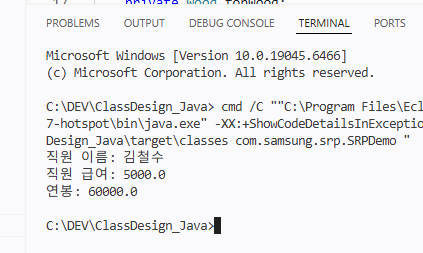 private Wood topWood;
PROBLEMS OUTPUT DEBUG CONSOLE TERMINAL PORTS
Microsoft Windows [Version 10.0.19045.6466]
(c) Microsoft Corporation. All rights reserved.
C:\DEV\ClassDesign_Java> cmd /C ""C:\Program Files\Ecl
7-hotspot\bin\java.exe" -XX:+ShowCodeDetailsInExceptio
Design_Java\target\classes com.samsung.srp.SRPDemo "
직원 이름: 김철수
직원 급여: 5000.0
연봉: 60000.0
C:\DEV\ClassDesign_Java>